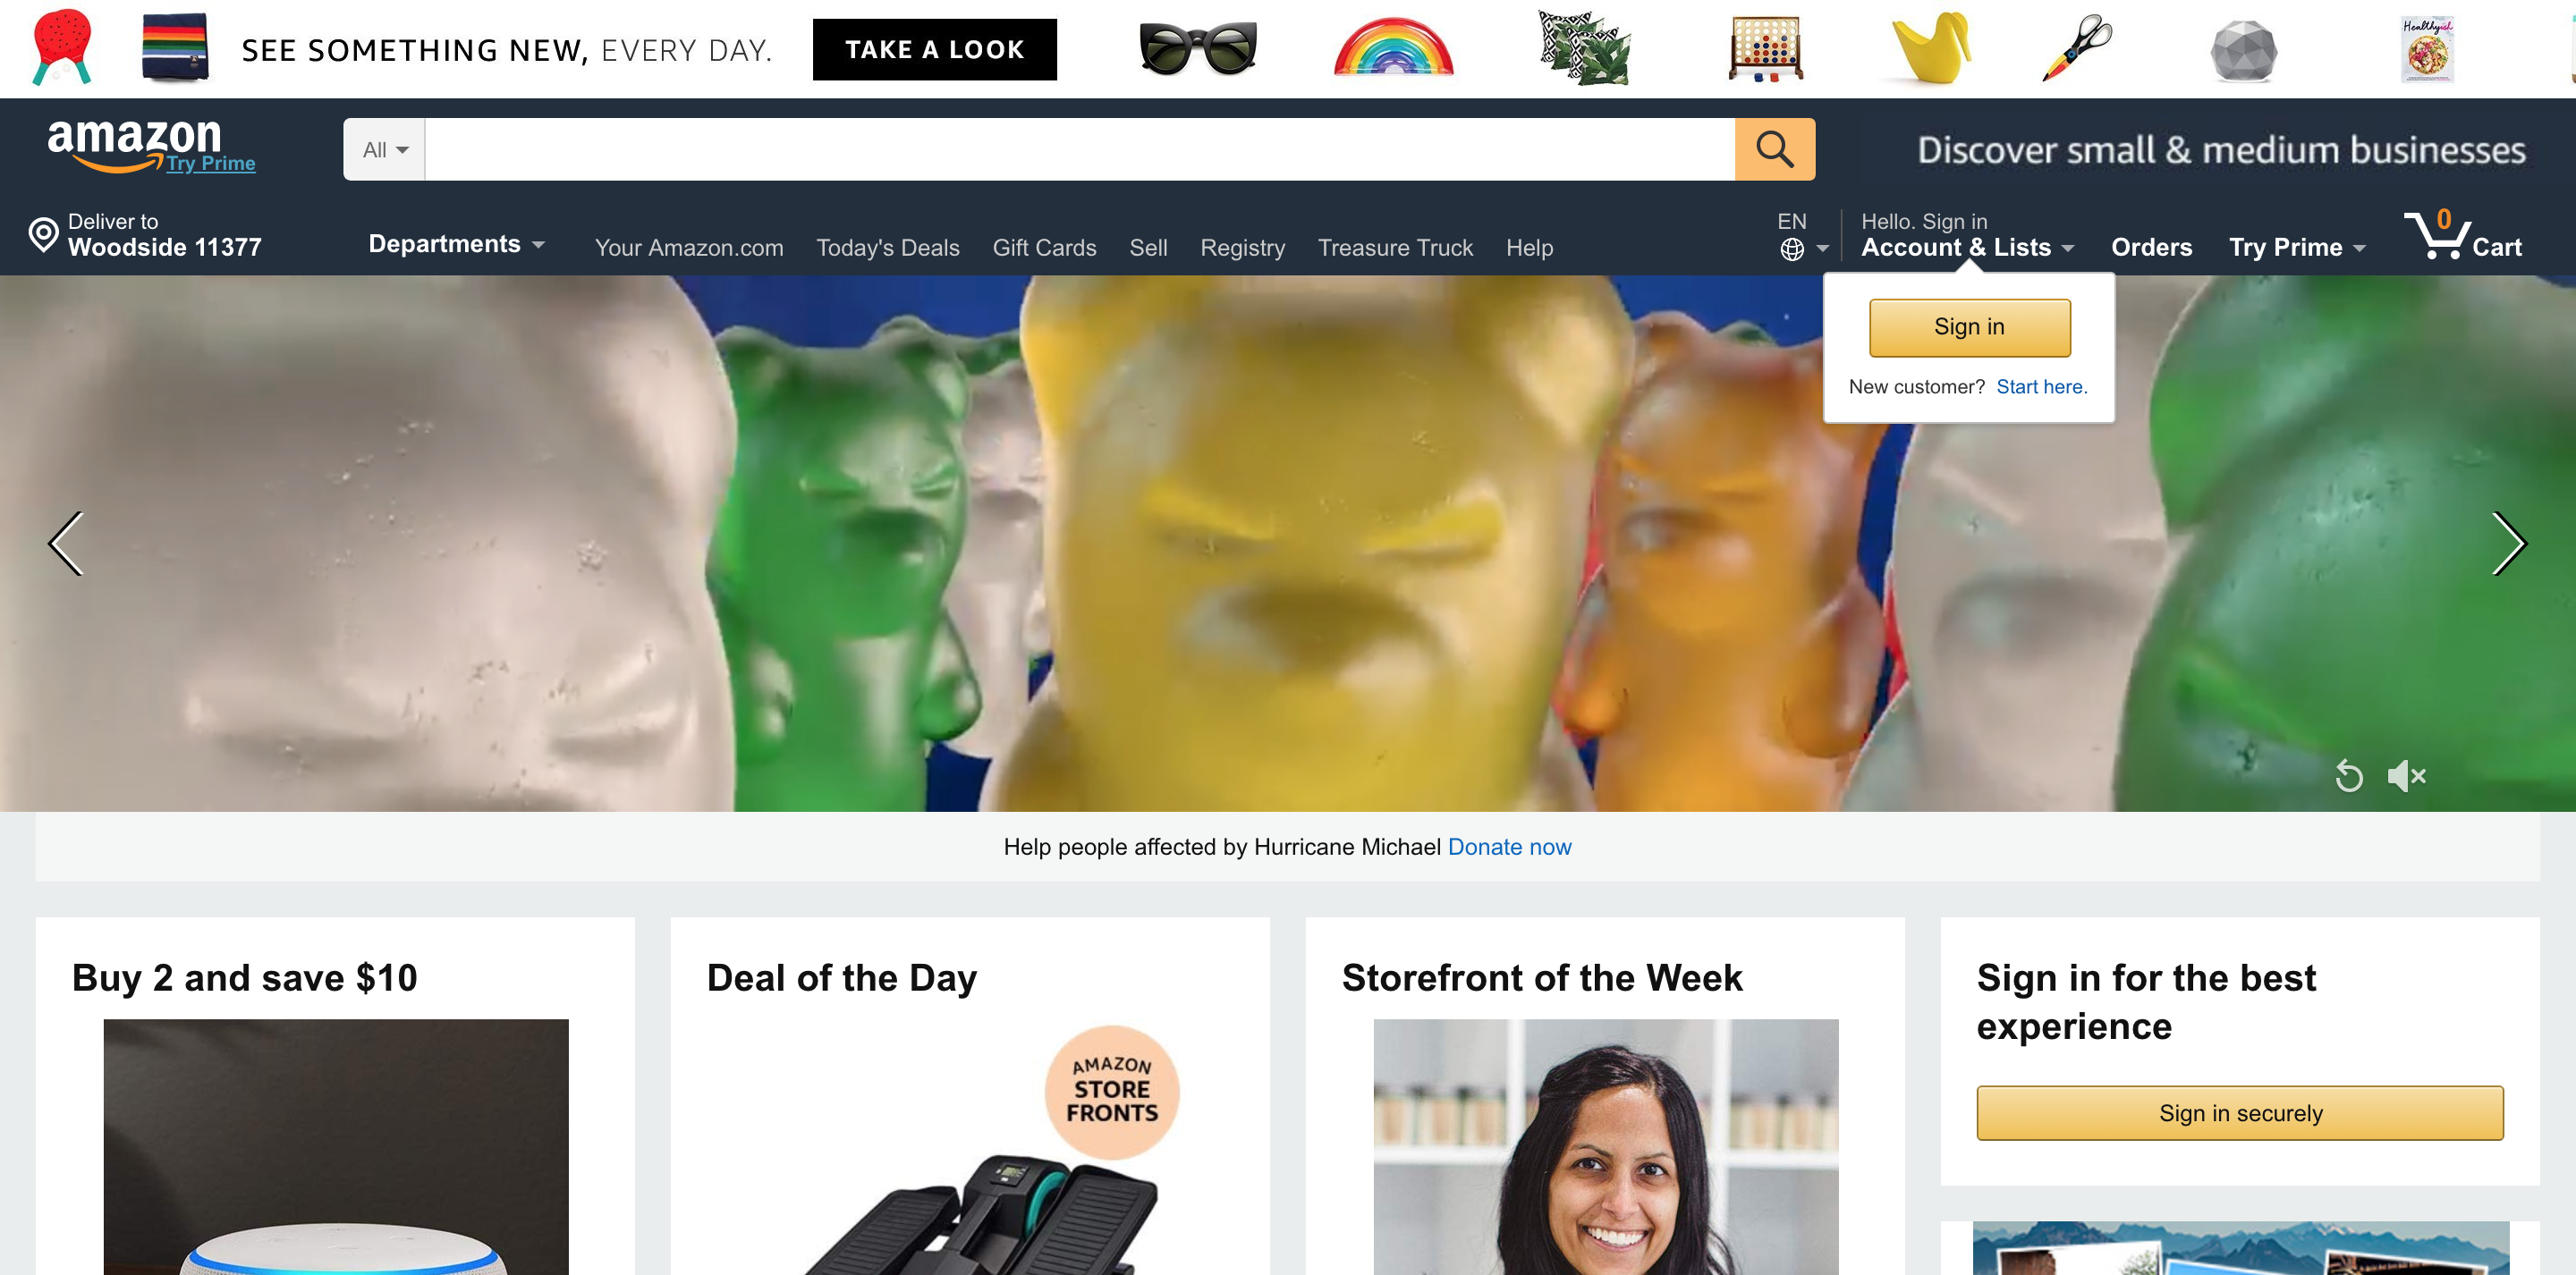 SEE SOMETHING NEW, EVERY DAY.
TAKE A LOOK
Healthyish
amazon
Try Prime
All
Discover small & medium businesses
Deliver to
Woodside 11377
Departments
Your Amazon.com
Today's Deals
Gift Cards
Sell
Registry
Treasure Truck
Help
EN
Hello. Sign in
Account & Lists
Orders
Try Prime
0
Cart
Sign in
New customer? Start here.
Help people affected by Hurricane Michael Donate now
Buy 2 and save $10
Deal of the Day
AMAZON
STORE
FRONTS
Storefront of the Week
Sign in for the best
experience
Sign in securely